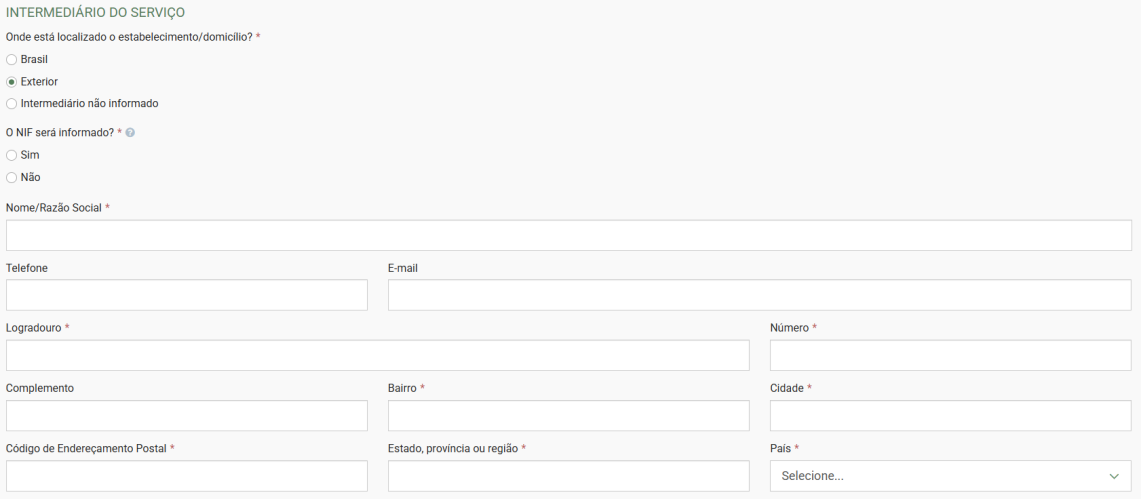 INTERMEDIÁRIO DO SERVIÇO
Onde está localizado o estabelecimento/domicílio? *
Brasil
Exterior
Intermediário não informado
O NIF será informado? * ?
Sim
Não
Nome/Razão Social *
Telefone E-mail
Logradouro * Número *
Complemento Bairro * Cidade *
Código de Endereçamento Postal * Estado, província ou região * País *
Selecione...